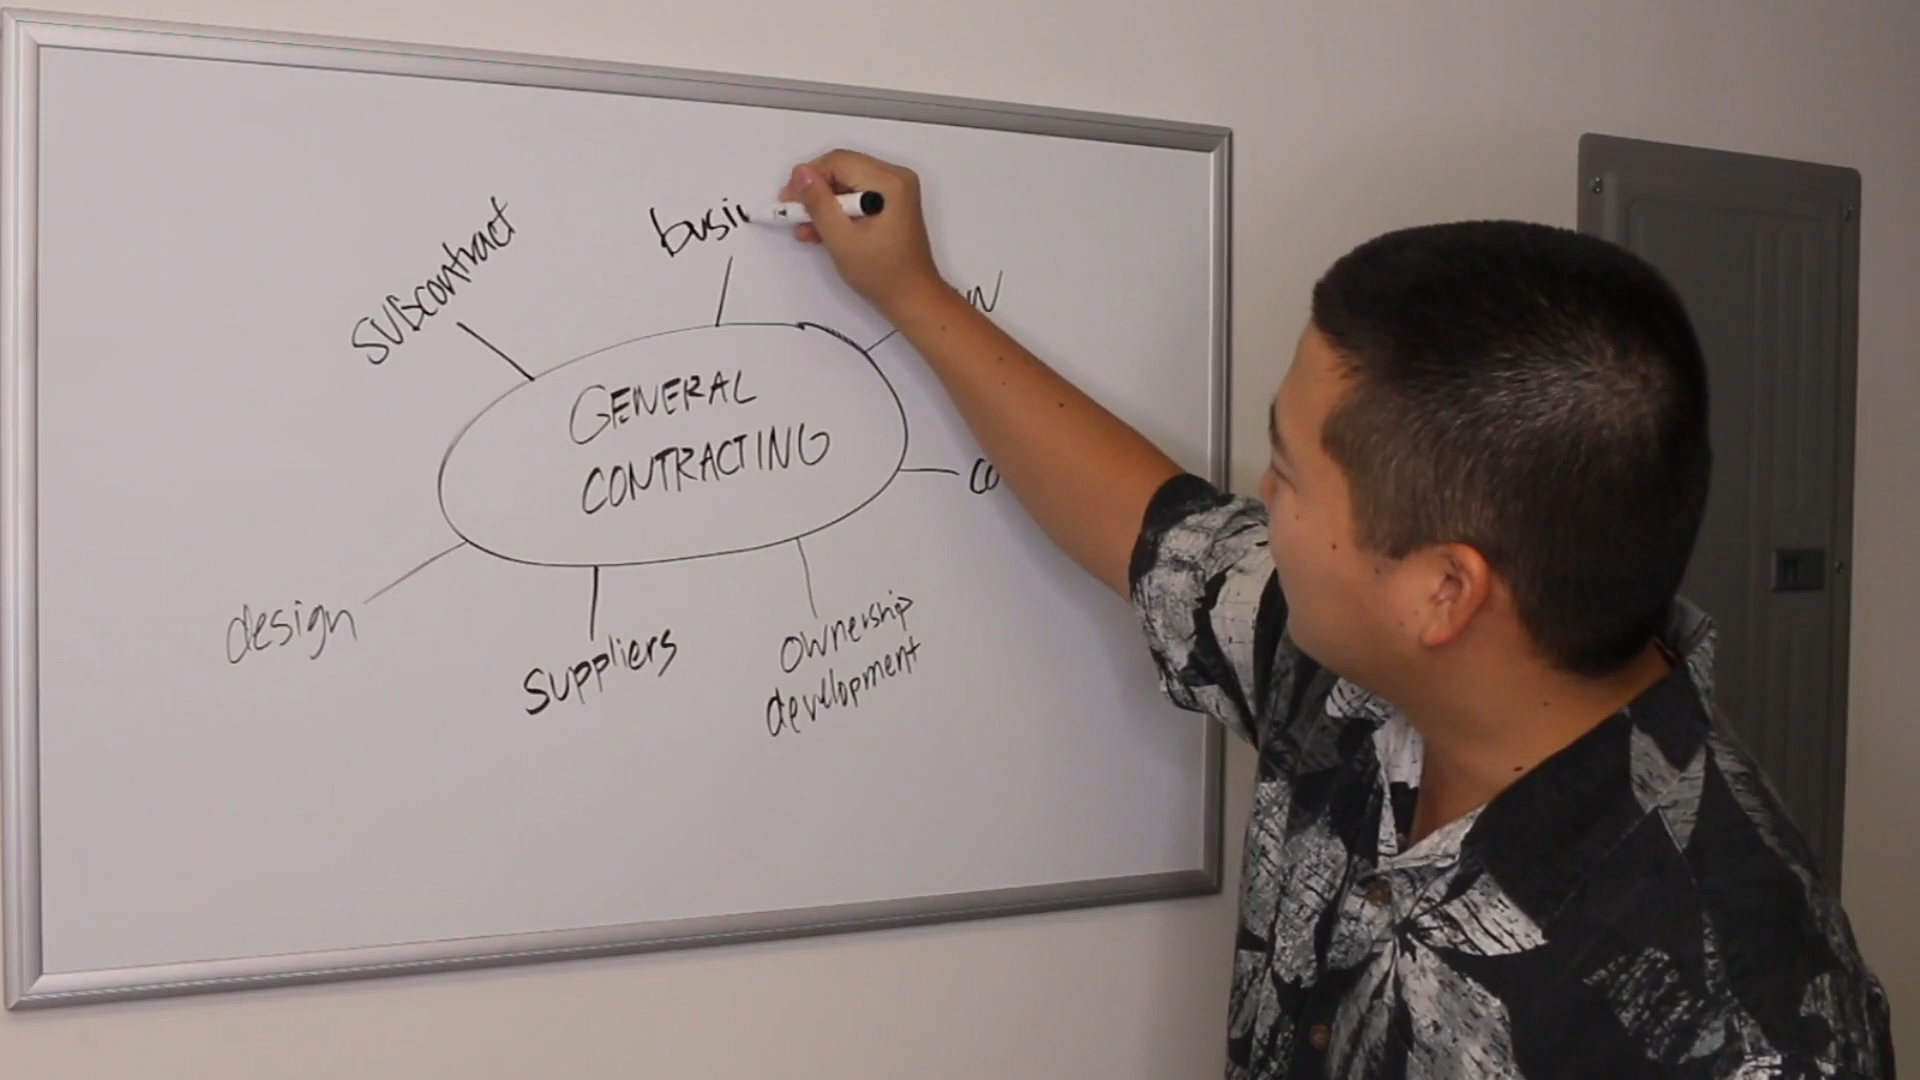 subcontract
busi
GENERAL
CONTRACTING
design
suppliers
ownership
development